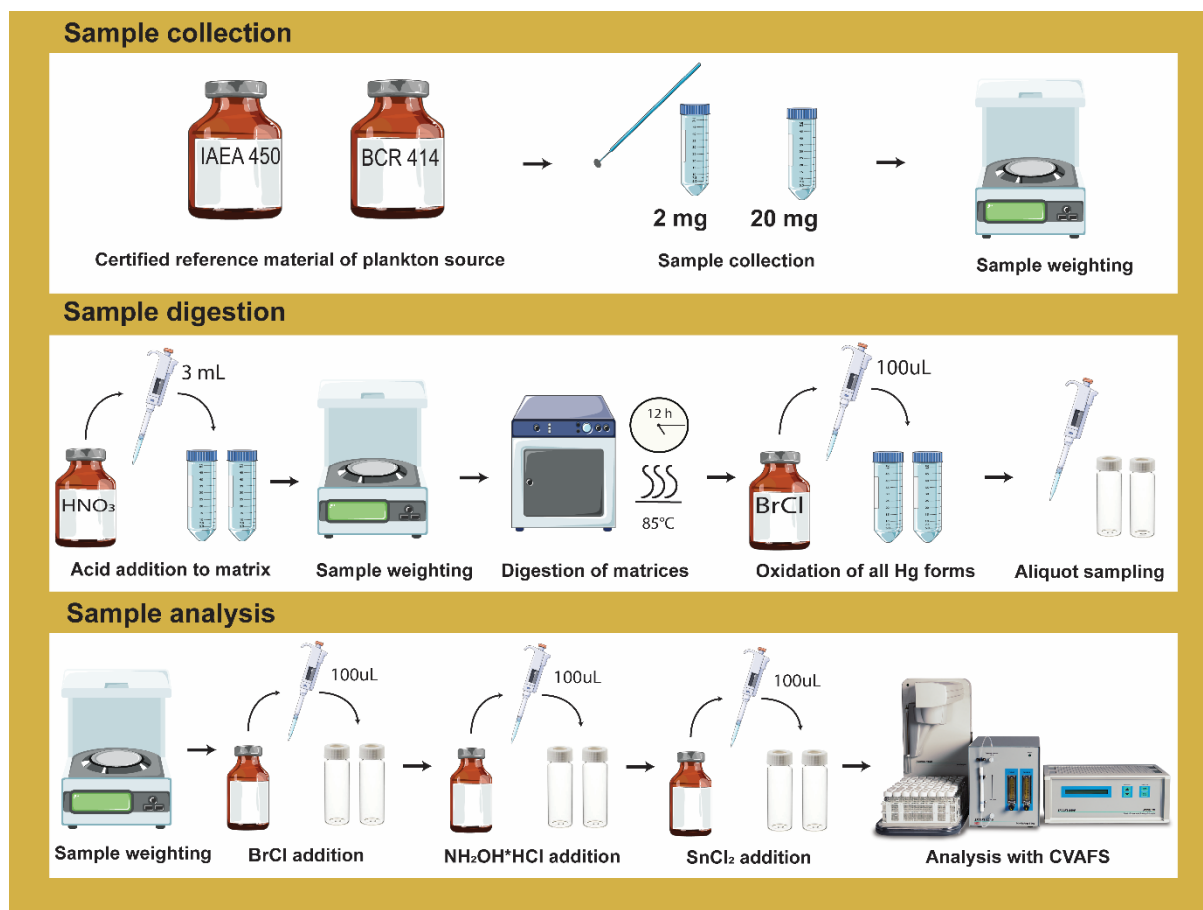 Sample collection
IAEA 450
BCR 414
2 mg
20 mg
Certified reference material of plankton source
Sample collection
Sample weighting
Sample digestion
3 mL
HNO₃
12 h
85°C
100uL
BrCl
Acid addition to matrix
Sample weighting
Digestion of matrices
Oxidation of all Hg forms
Aliquot sampling
Sample analysis
100uL
100uL
100uL
Sample weighting
BrCl addition
NH₂OH*HCl addition
SnCl₂ addition
Analysis with CVAFS